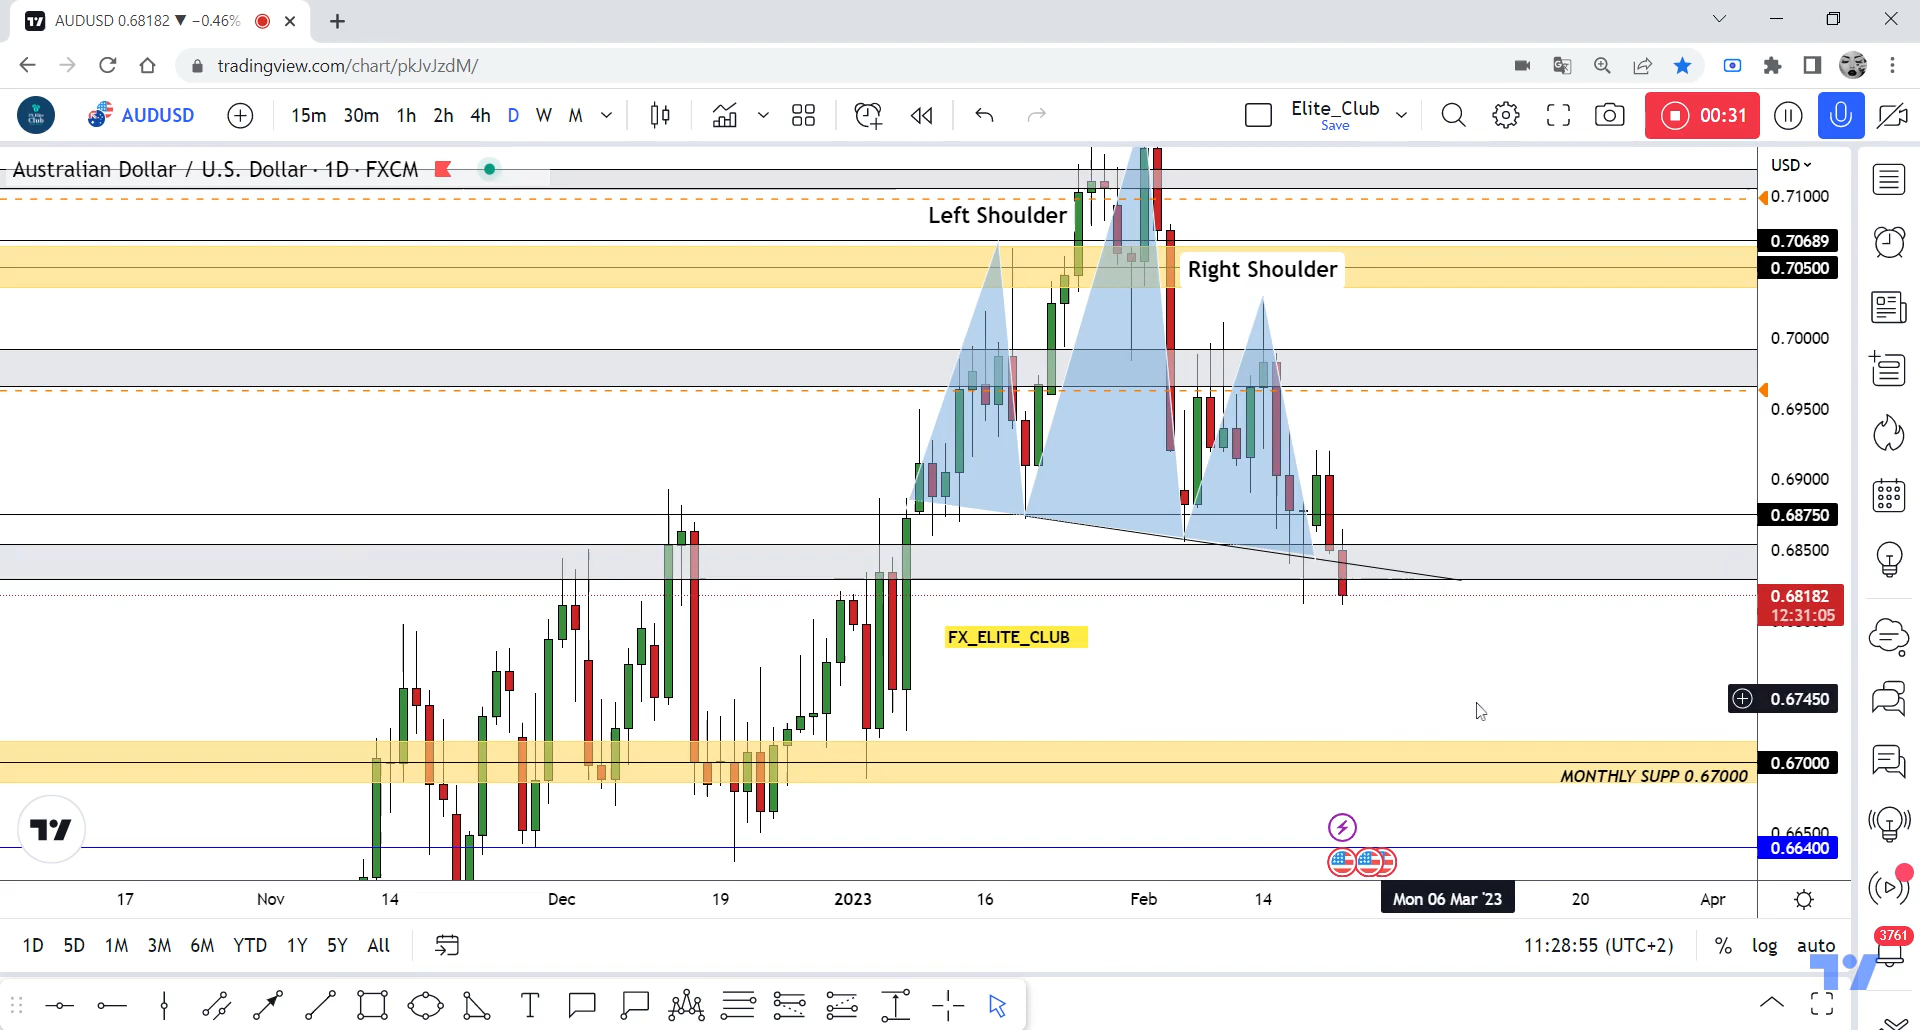 AUDUSD 0.68182 ▼ −0.46%
tradingview.com/chart/pkJvJzdM/
AUDUSD
15m 30m 1h 2h 4h D W M
Elite_Club
Save
00:31
Australian Dollar / U.S. Dollar · 1D · FXCM
USD
0.71000
Left Shoulder
0.70689
Right Shoulder
0.70500
0.70000
0.69500
0.69000
0.68750
0.68500
0.68182
12:31:05
FX_ELITE_CLUB
0.67450
0.67000
MONTHLY SUPP 0.67000
0.66500
0.66400
17 Nov 14 Dec 19 2023 16 Feb 14 Mon 06 Mar '23 20 Apr
1D 5D 1M 3M 6M YTD 1Y 5Y All
11:28:55 (UTC+2) % log auto
3761